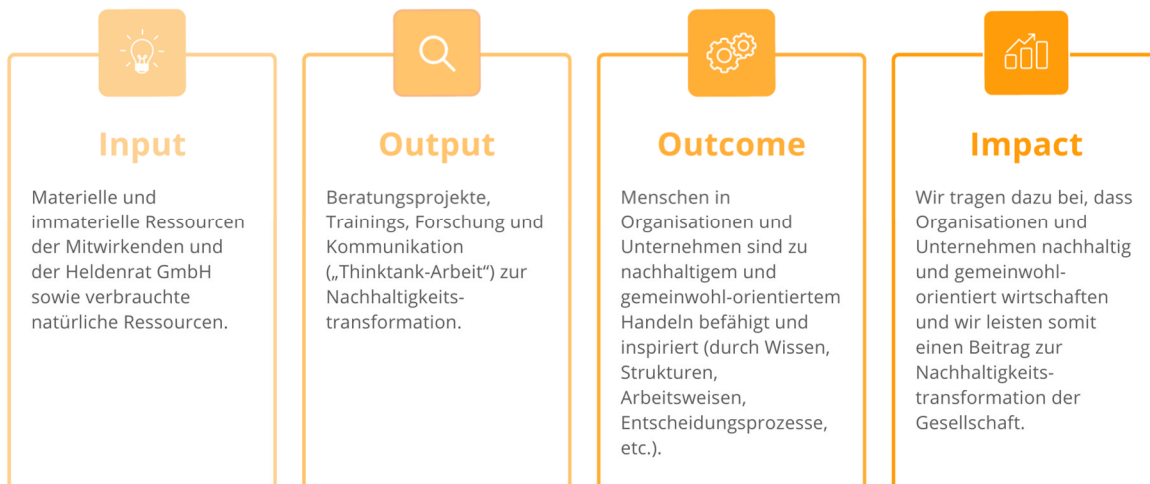 Input
Materielle und
immaterielle Ressourcen
der Mitwirkenden und
der Heldenrat GmbH
sowie verbrauchte
natürliche Ressourcen.
Output
Beratungsprojekte,
Trainings, Forschung und
Kommunikation
(„Thinktank-Arbeit“) zur
Nachhaltigkeits-
transformation.
Outcome
Menschen in
Organisationen und
Unternehmen sind zu
nachhaltigem und
gemeinwohl-orientiertem
Handeln befähigt und
inspiriert (durch Wissen,
Strukturen,
Arbeitsweisen,
Entscheidungsprozesse,
etc.).
Impact
Wir tragen dazu bei, dass
Organisationen und
Unternehmen nachhaltig
und gemeinwohl-
orientiert wirtschaften
und wir leisten somit
einen Beitrag zur
Nachhaltigkeits-
transformation der
Gesellschaft.